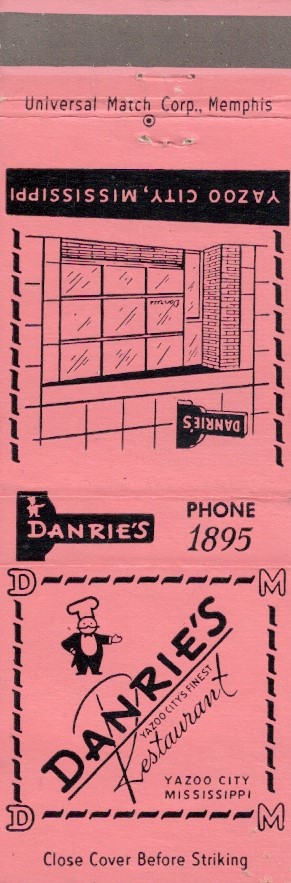 Universal Match Corp., Memphis
YAZOO CITY, MISSISSIPPI
Danrie's
DANRIE'S
DANRIE'S
PHONE
1895
D M
DANRIE'S
YAZOO CITY'S FINEST
Restaurant
YAZOO CITY
MISSISSIPPI
D M
Close Cover Before Striking